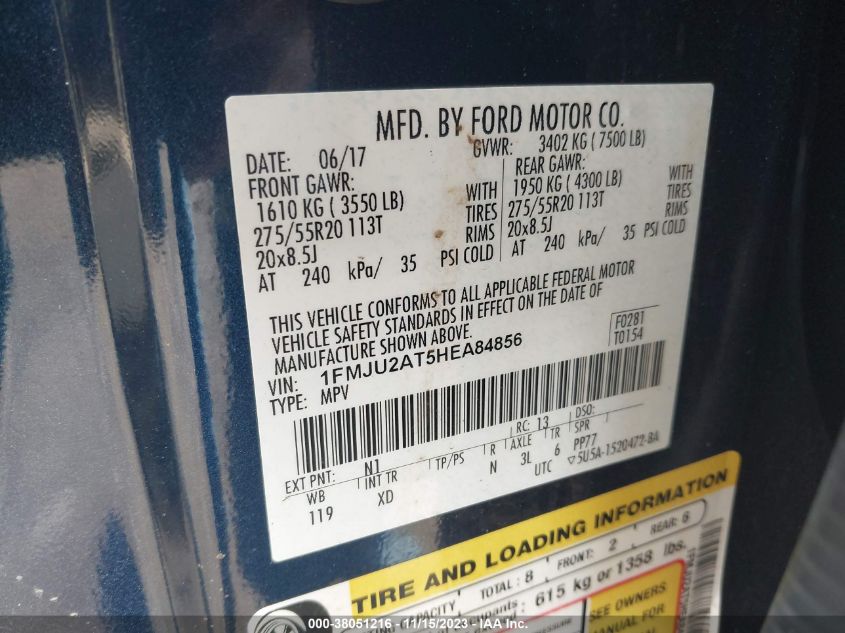 MFD. BY FORD MOTOR CO.
DATE: 06/17 GVWR: 3402 KG ( 7500 LB)
FRONT GAWR: REAR GAWR:
1610 KG ( 3550 LB) WITH 1950 KG ( 4300 LB) WITH
275/55R20 113T TIRES 275/55R20 113T TIRES
20x8.5J RIMS 20x8.5J RIMS
AT 240 kPa/ 35 PSI COLD AT 240 kPa/ 35 PSI COLD
THIS VEHICLE CONFORMS TO ALL APPLICABLE FEDERAL MOTOR
VEHICLE SAFETY STANDARDS IN EFFECT ON THE DATE OF
MANUFACTURE SHOWN ABOVE.
F0281
T0154
VIN: 1FMJU2AT5HEA84856
TYPE: MPV
EXT PNT: N1 RC: 13 DSO:
WB INT TR TP/PS R AXLE TR SPR
119 XD N 3L 6 PP77
UTC ▽5U5A-1520472-BA
TIRE AND LOADING INFORMATION
CAPACITY TOTAL: 8 FRONT: 2 REAR: 6
615 kg or 1358 lbs.
SEE OWNERS
MANUAL FOR
000-38051216 - 11/15/2023 - IAA Inc.